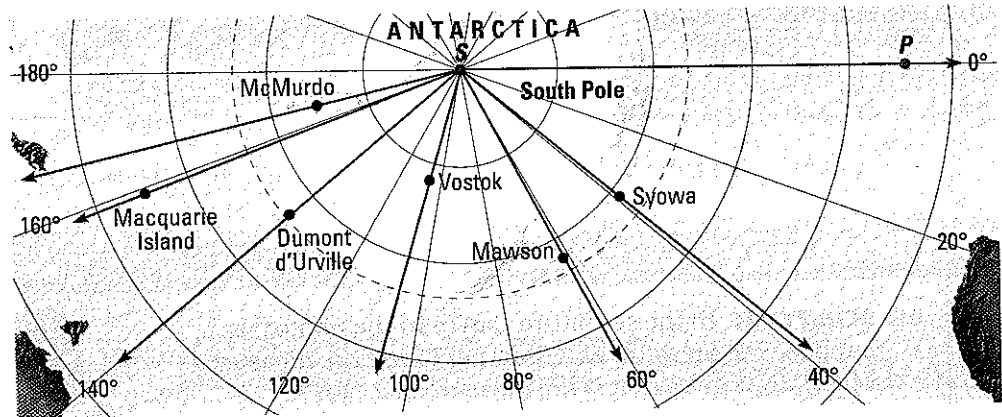 ANTARCTICA
S
P
180°
0°
McMurdo
South Pole
Vostok
Syowa
Macquarie
Island
160°
Dumont
d'Urville
Mawson
20°
140°
120°
100°
80°
60°
40°